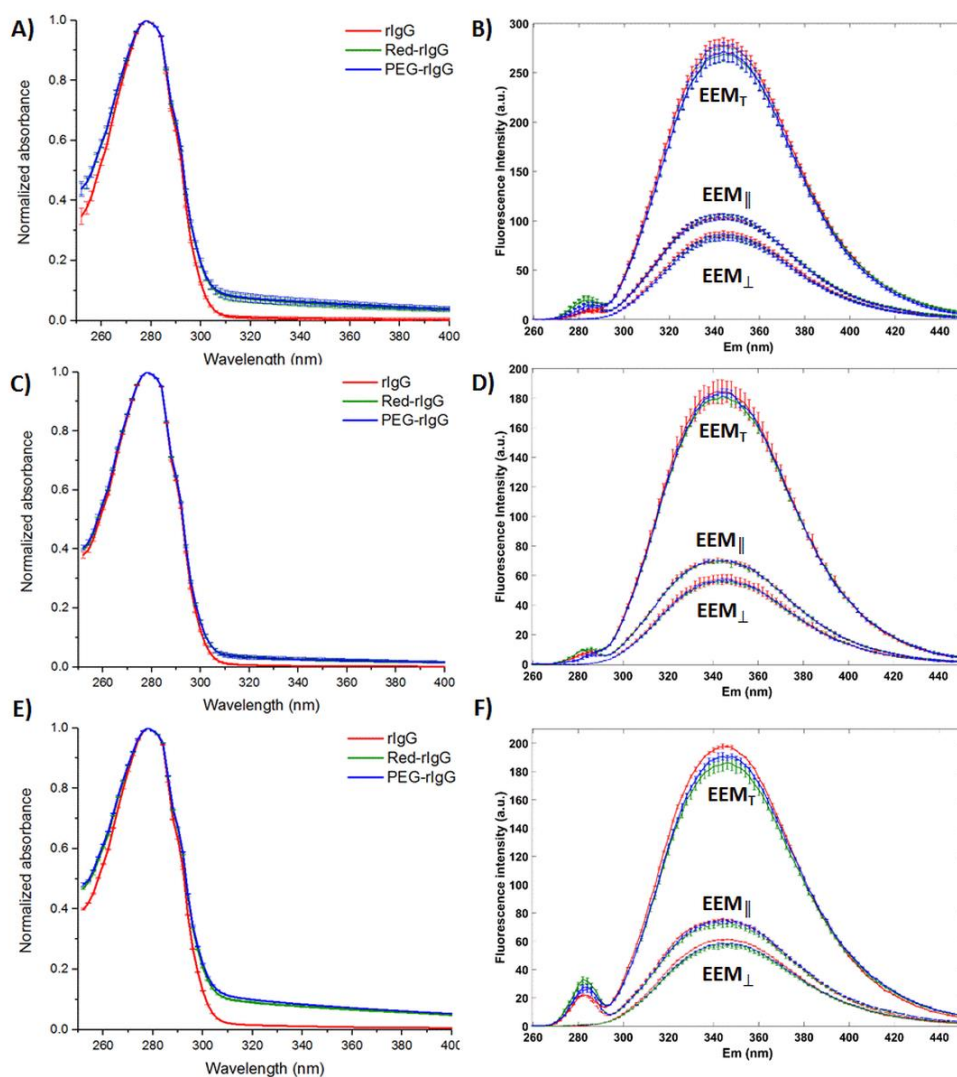 A)
Normalized absorbance
1.0
0.8
0.6
0.4
0.2
0.0
rIgG
Red-rIgG
PEG-rIgG
260 280 300 320 340 360 380 400
Wavelength (nm)
B)
Fluorescence Intensity (a.u.)
300
250
200
150
100
50
0
EEM⊤
EEM∥
EEM⊥
260 280 300 320 340 360 380 400 420 440
Em (nm)
C)
Normalized absorbance
1.0
0.8
0.6
0.4
0.2
0.0
rIgG
Red-rIgG
PEG-rIgG
260 280 300 320 340 360 380 400
Wavelength (nm)
D)
Fluorescence Intensity (a.u.)
200
180
160
140
120
100
80
60
40
20
0
EEM⊤
EEM∥
EEM⊥
260 280 300 320 340 360 380 400 420 440
Em (nm)
E)
Normalized absorbance
1.0
0.8
0.6
0.4
0.2
0.0
rIgG
Red-rIgG
PEG-rIgG
260 280 300 320 340 360 380 400
Wavelength (nm)
F)
Fluorescence intensity (a.u.)
200
180
160
140
120
100
80
60
40
20
0
EEM⊤
EEM∥
EEM⊥
260 280 300 320 340 360 380 400 420 440
Em (nm)